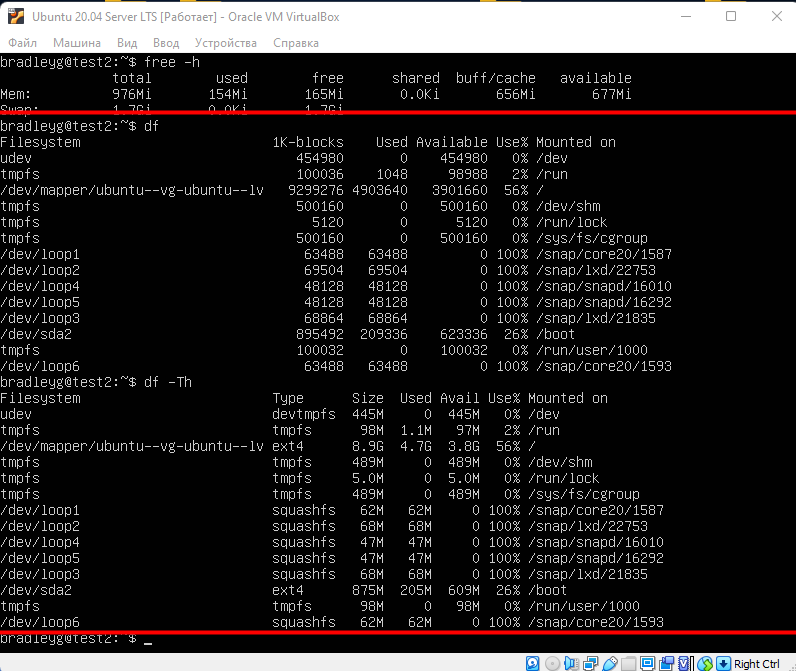 Ubuntu 20.04 Server LTS [Работает] - Oracle VM VirtualBox
Файл Машина Вид Ввод Устройства Справка
bradleyg@test2:~$ free -h
total used free shared buff/cache available
Mem: 976Mi 154Mi 165Mi 0.0Ki 656Mi 677Mi
Swap: 1.7Gi 0.0Ki 1.7Gi
bradleyg@test2:~$ df
Filesystem 1K-blocks Used Available Use% Mounted on
udev 454980 0 454980 0% /dev
tmpfs 100036 1048 98988 2% /run
/dev/mapper/ubuntu--vg-ubuntu--lv 9299276 4903640 3901660 56% /
tmpfs 500160 0 500160 0% /dev/shm
tmpfs 5120 0 5120 0% /run/lock
tmpfs 500160 0 500160 0% /sys/fs/cgroup
/dev/loop1 63488 63488 0 100% /snap/core20/1587
/dev/loop2 69504 69504 0 100% /snap/lxd/22753
/dev/loop4 48128 48128 0 100% /snap/snapd/16010
/dev/loop5 48128 48128 0 100% /snap/snapd/16292
/dev/loop3 68864 68864 0 100% /snap/lxd/21835
/dev/sda2 895492 209336 623336 26% /boot
tmpfs 100032 0 100032 0% /run/user/1000
/dev/loop6 63488 63488 0 100% /snap/core20/1593
bradleyg@test2:~$ df -Th
Filesystem Type Size Used Avail Use% Mounted on
udev devtmpfs 445M 0 445M 0% /dev
tmpfs tmpfs 98M 1.1M 97M 2% /run
/dev/mapper/ubuntu--vg-ubuntu--lv ext4 8.9G 4.7G 3.8G 56% /
tmpfs tmpfs 489M 0 489M 0% /dev/shm
tmpfs tmpfs 5.0M 0 5.0M 0% /run/lock
tmpfs tmpfs 489M 0 489M 0% /sys/fs/cgroup
/dev/loop1 squashfs 62M 62M 0 100% /snap/core20/1587
/dev/loop2 squashfs 68M 68M 0 100% /snap/lxd/22753
/dev/loop4 squashfs 47M 47M 0 100% /snap/snapd/16010
/dev/loop5 squashfs 47M 47M 0 100% /snap/snapd/16292
/dev/loop3 squashfs 68M 68M 0 100% /snap/lxd/21835
/dev/sda2 ext4 875M 205M 609M 26% /boot
tmpfs tmpfs 98M 0 98M 0% /run/user/1000
/dev/loop6 squashfs 62M 62M 0 100% /snap/core20/1593
bradleyg@test2:~$ _
Right Ctrl